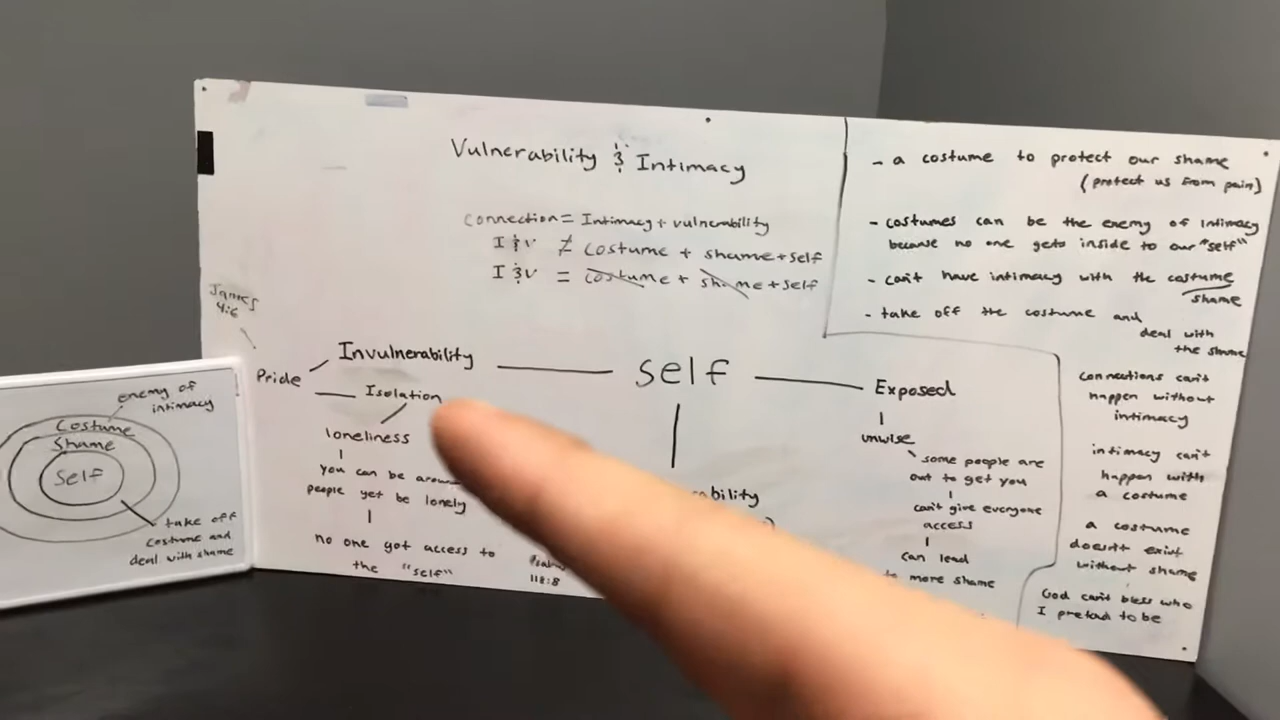 Vulnerability & Intimacy
connection = Intimacy + vulnerability
I & V ≠ costume + shame + self
I & V = costume + shame + self
- a costume to protect our shame
(protect us from pain)
- costumes can be the enemy of intimacy
because no one gets inside to our "self"
- can't have intimacy with the costume
shame
- take off the costume and
deal with
the shame
James
4:6
Pride
Invulnerability
Isolation
loneliness
you can be
people yet be lonely
no one got access to
the "self"
self
Psalms
118:8
Exposed
unwise
some people are
out to get you
can't give everyone
access
can lead
to more shame
connections can't
happen without
intimacy
intimacy can't
happen with
a costume
a costume
doesn't exist
without shame
God can't bless who
I pretend to be
enemy of
intimacy
Costume
Shame
Self
take off
costume and
deal with shame